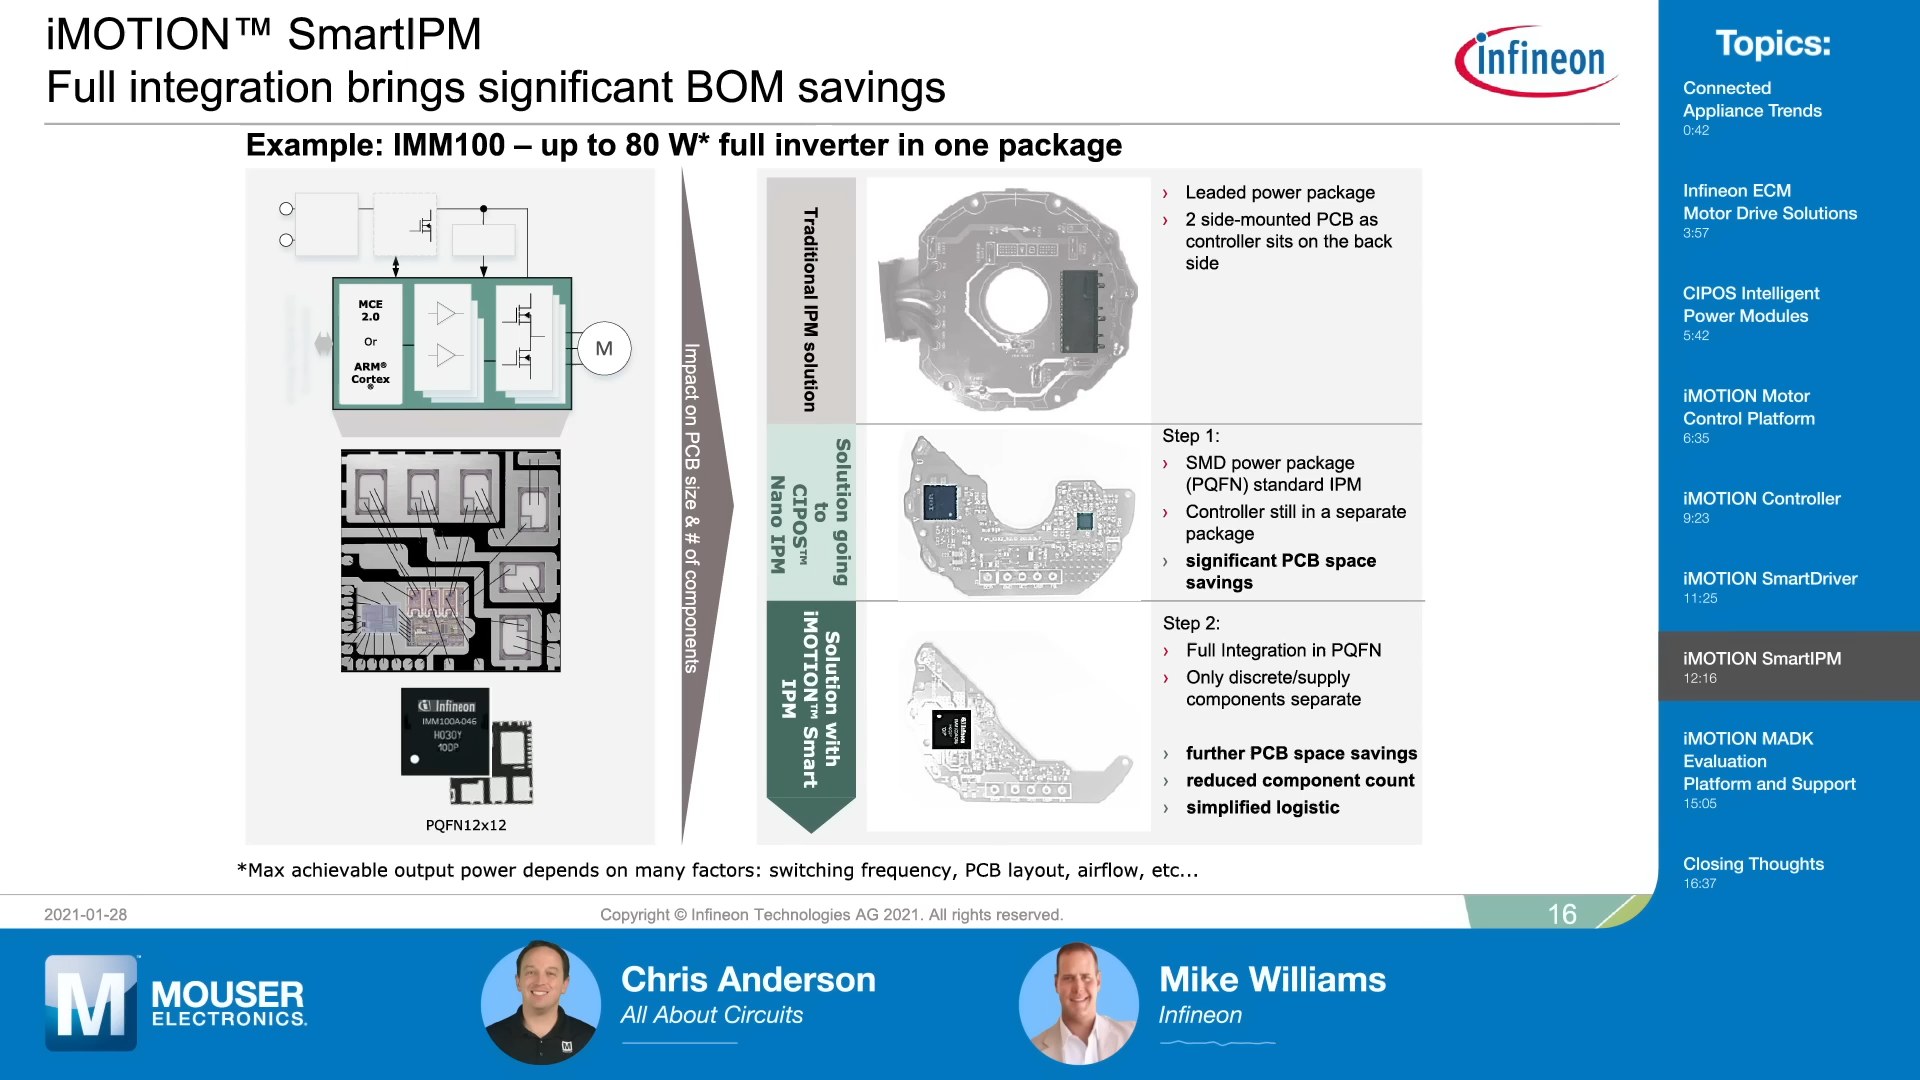 iMOTION™ SmartIPM
Full integration brings significant BOM savings
infineon
Example: IMM100 – up to 80 W* full inverter in one package
MCE
2.0
Or
ARM®
Cortex
®
M
Infineon
IMM100A-046
H030Y
10DP
PQFN12x12
Impact on PCB size & # of components
Traditional IPM solution
› Leaded power package
› 2 side-mounted PCB as
controller sits on the back
side
Solution going
to
CIPOS™
Nano IPM
Step 1:
› SMD power package
(PQFN) standard IPM
› Controller still in a separate
package
› significant PCB space
savings
Solution with
iMOTION™ Smart
IPM
Step 2:
› Full Integration in PQFN
› Only discrete/supply
components separate
› further PCB space savings
› reduced component count
› simplified logistic
*Max achievable output power depends on many factors: switching frequency, PCB layout, airflow, etc...
2021-01-28
Copyright © Infineon Technologies AG 2021. All rights reserved.
16
Topics:
Connected
Appliance Trends
0:42
Infineon ECM
Motor Drive Solutions
3:57
CIPOS Intelligent
Power Modules
5:42
iMOTION Motor
Control Platform
6:35
iMOTION Controller
9:23
iMOTION SmartDriver
11:25
iMOTION SmartIPM
12:16
iMOTION MADK
Evaluation
Platform and Support
15:05
Closing Thoughts
16:37
M
MOUSER
ELECTRONICS.
Chris Anderson
All About Circuits
Mike Williams
Infineon